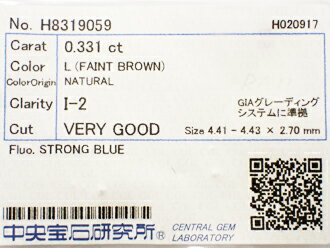 No. H8319059 H020917
Carat 0.331 ct
Color L (FAINT BROWN)
ColorOrigin NATURAL
Clarity I-2
GIAグレーディング
システムに準拠
Cut VERY GOOD Size 4.41 - 4.43 × 2.70 mm
Fluo. STRONG BLUE
中央宝石研究所® CENTRAL GEM
LABORATORY